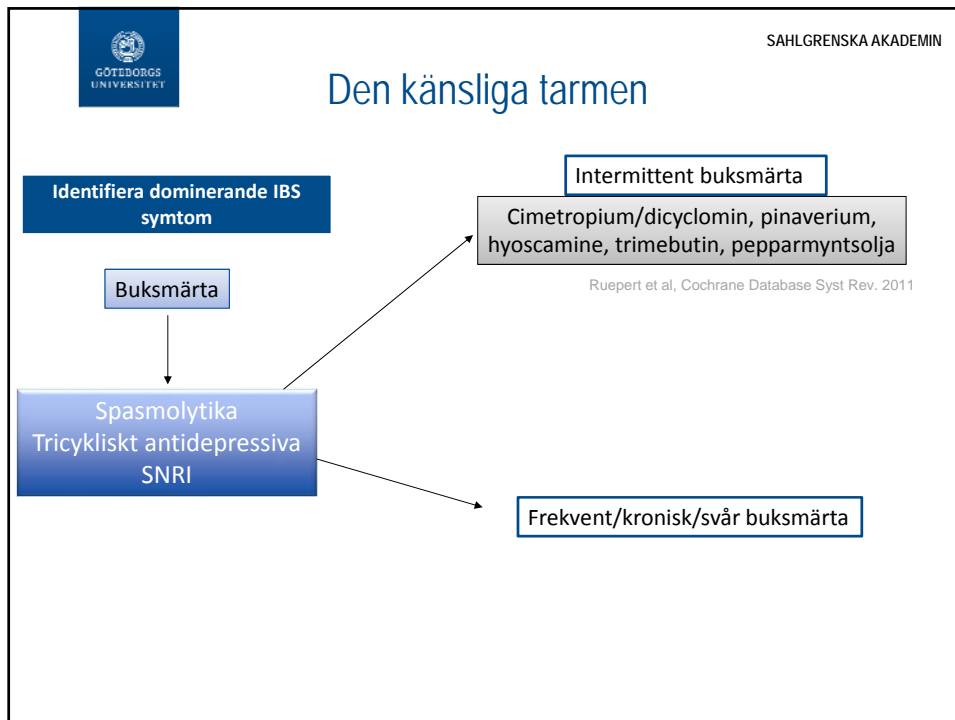 GÖTEBORGS
UNIVERSITET
SAHLGRENSKA AKADEMIN
Den känsliga tarmen
Identifiera dominerande IBS
symtom
Buksmärta
Spasmolytika
Tricykliskt antidepressiva
SNRI
Intermittent buksmärta
Cimetropium/dicyclomin, pinaverium,
hyoscamine, trimebutin, pepparmyntsolja
Ruepert et al, Cochrane Database Syst Rev. 2011
Frekvent/kronisk/svår buksmärta